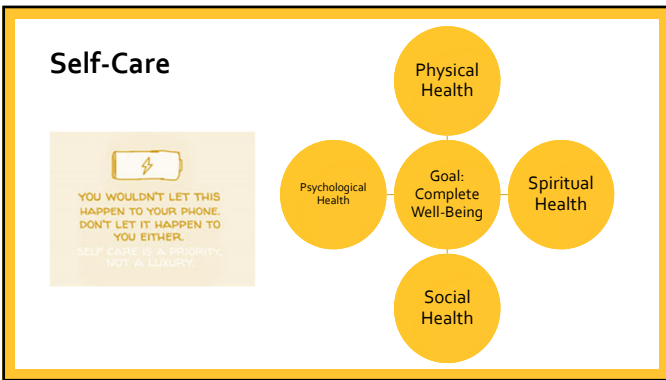 Self-Care
YOU WOULDN'T LET THIS
HAPPEN TO YOUR PHONE.
DON'T LET IT HAPPEN TO
YOU EITHER.
SELF CARE IS A PRIORITY,
NOT A LUXURY.
Physical
Health
Psychological
Health
Goal:
Complete
Well-Being
Spiritual
Health
Social
Health